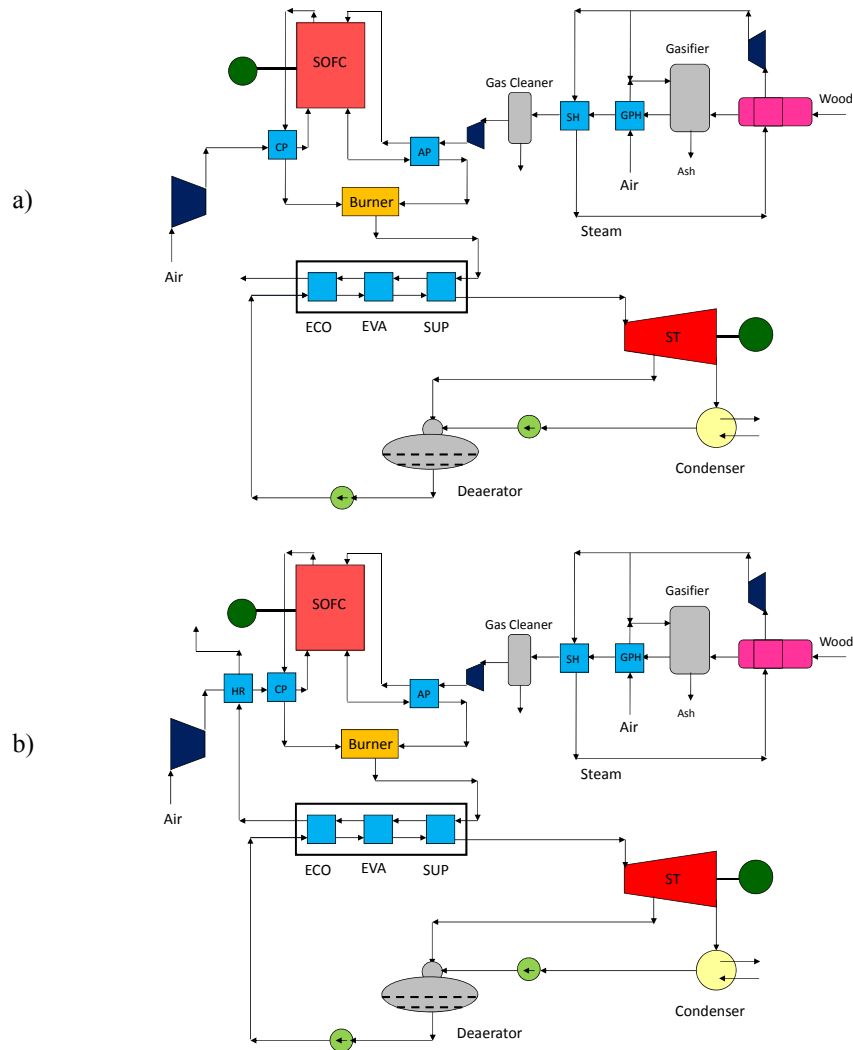 Gasifier
SOFC
Gas Cleaner
Wood
CP
SH
GPH
AP
Air
Ash
a)
Burner
Steam
Air
ECO EVA SUP
ST
Condenser
Deaerator
Gasifier
SOFC
Gas Cleaner
Wood
HR
CP
SH
GPH
AP
Ash
Air
b)
Burner
Steam
Air
ECO EVA SUP
ST
Condenser
Deaerator